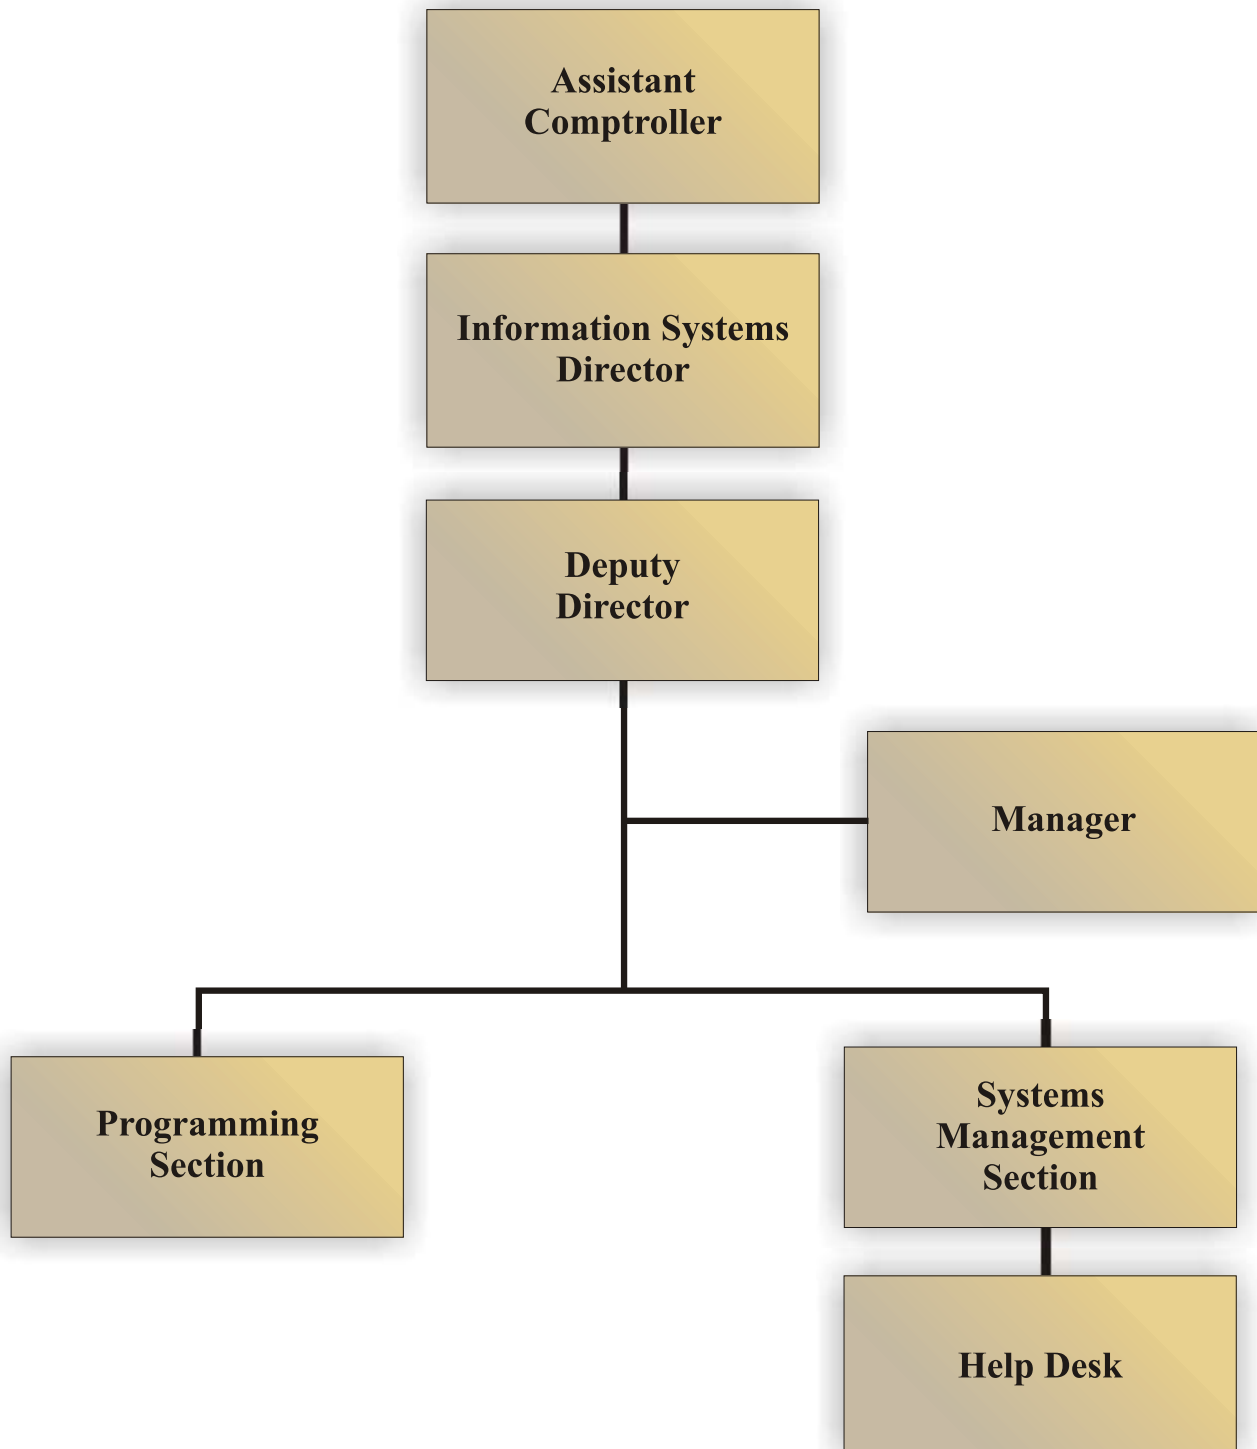 Assistant
Comptroller
Information Systems
Director
Deputy
Director
Manager
Programming
Section
Systems
Management
Section
Help Desk